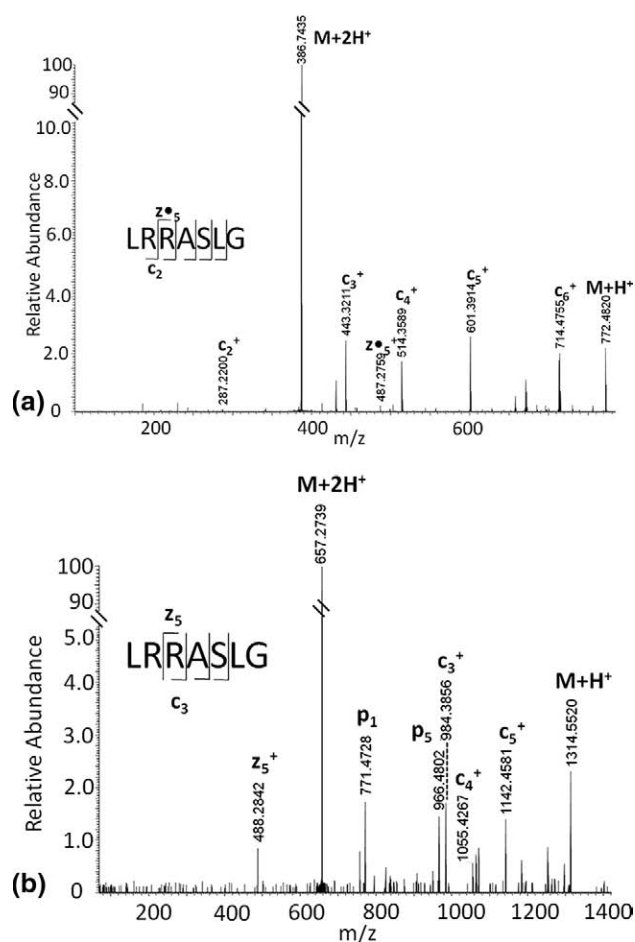 M+2H+
386.7435
100
90
10.0
8.0
6.0
4.0
2.0
Relative Abundance
z•5
LRRASLG
c2
c2+
287.2200
c3+
443.3211
z•5+
487.2759
c4+
514.3589
c5+
601.3914
c6+
714.4755
M+H+
772.4820
(a)
200
400
600
m/z
M+2H+
657.2739
100
90
5.0
4.0
3.0
2.0
1.0
0
Relative Abundance
z5
LRRASLG
c3
z5+
488.2842
p1
771.4728
p5
966.4802
c3+
984.3856
c4+
1055.4267
c5+
1142.4581
M+H+
1314.5520
(b)
200
400
600
800
1000
1200
1400
m/z